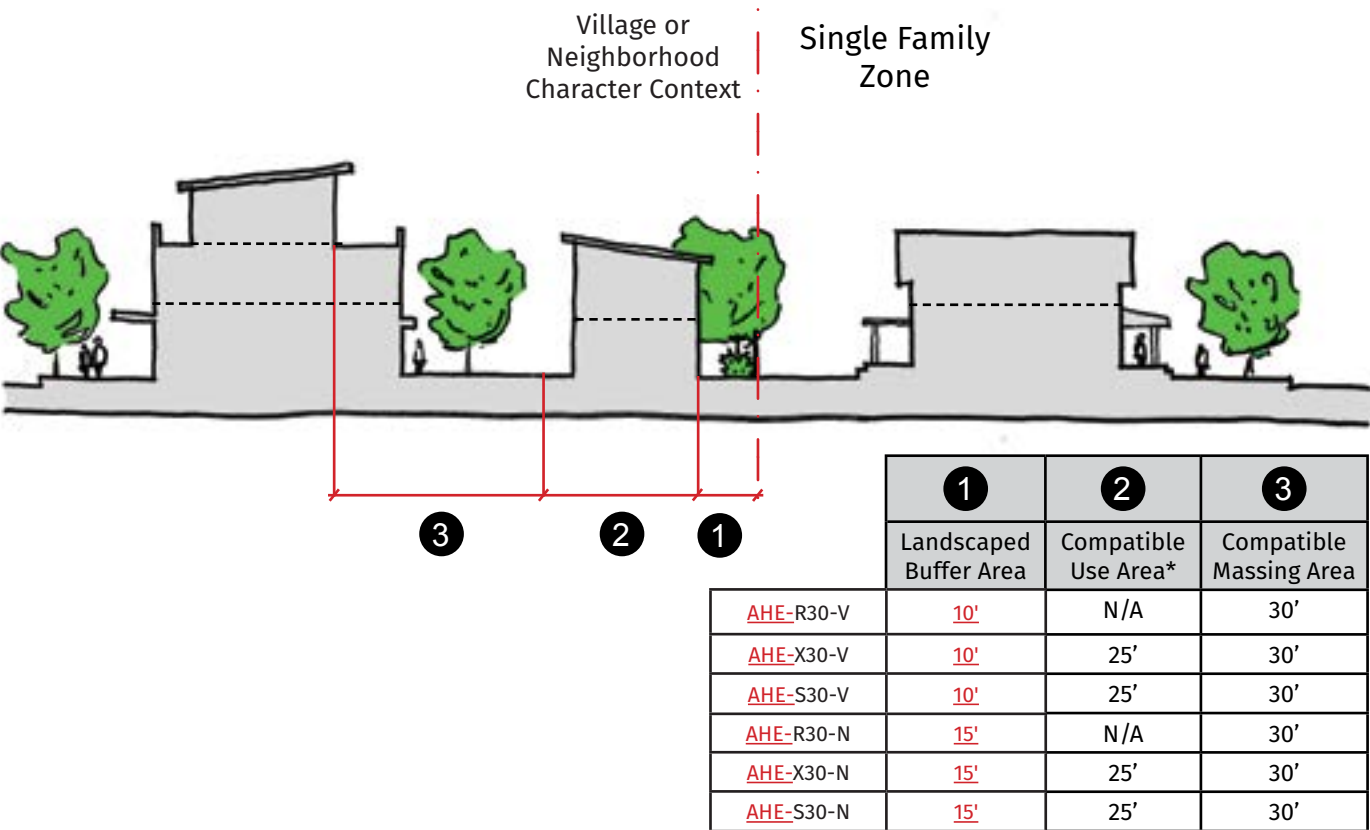 Village or
Neighborhood
Character Context
Single Family
Zone
3 2 1
1 2 3
Landscaped
Buffer Area
Compatible
Use Area*
Compatible
Massing Area
AHE-R30-V 10' N/A 30’
AHE-X30-V 10' 25’ 30’
AHE-S30-V 10' 25’ 30’
AHE-R30-N 15' N/A 30’
AHE-X30-N 15' 25’ 30’
AHE-S30-N 15' 25’ 30’